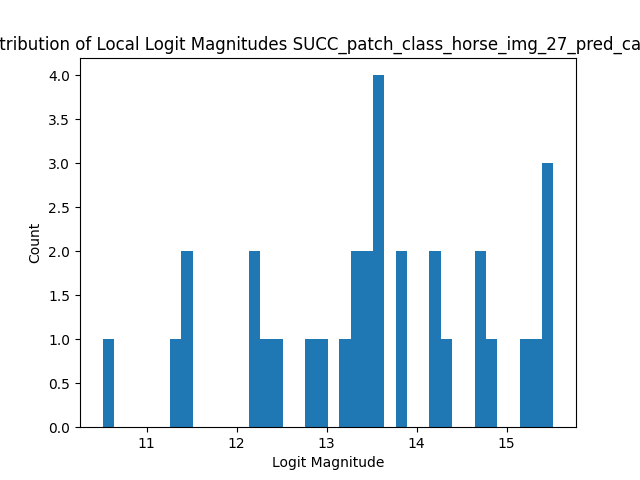 tribution of Local Logit Magnitudes SUCC_patch_class_horse_img_27_pred_ca
4.0
3.5
3.0
2.5
2.0
1.5
1.0
0.5
0.0
Count
11 12 13 14 15
Logit Magnitude